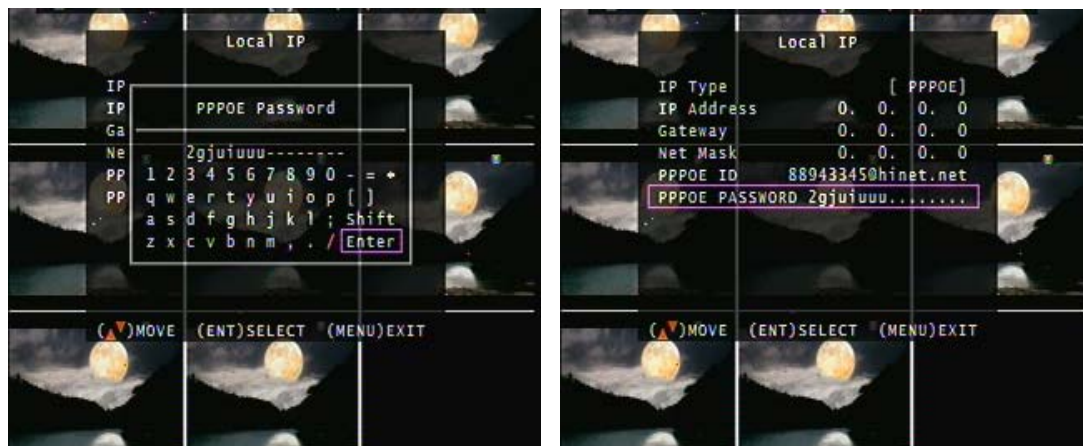 Local IP
IP
IP
PPPOE Password
Ga
Ne
2gjuiuuu--------
PP
1 2 3 4 5 6 7 8 9 0 - =
PP
q w e r t y u i o p [ ]
a s d f g h j k l ; Shift
z x c v b n m , . / Enter
(▲▼)MOVE (ENT)SELECT (MENU)EXIT
Local IP
IP Type [ PPPOE]
IP Address 0. 0. 0. 0
Gateway 0. 0. 0. 0
Net Mask 0. 0. 0. 0
PPPOE ID 889433450hinet.net
PPPOE PASSWORD 2gjuiuuu........
(▲▼)MOVE (ENT)SELECT (MENU)EXIT